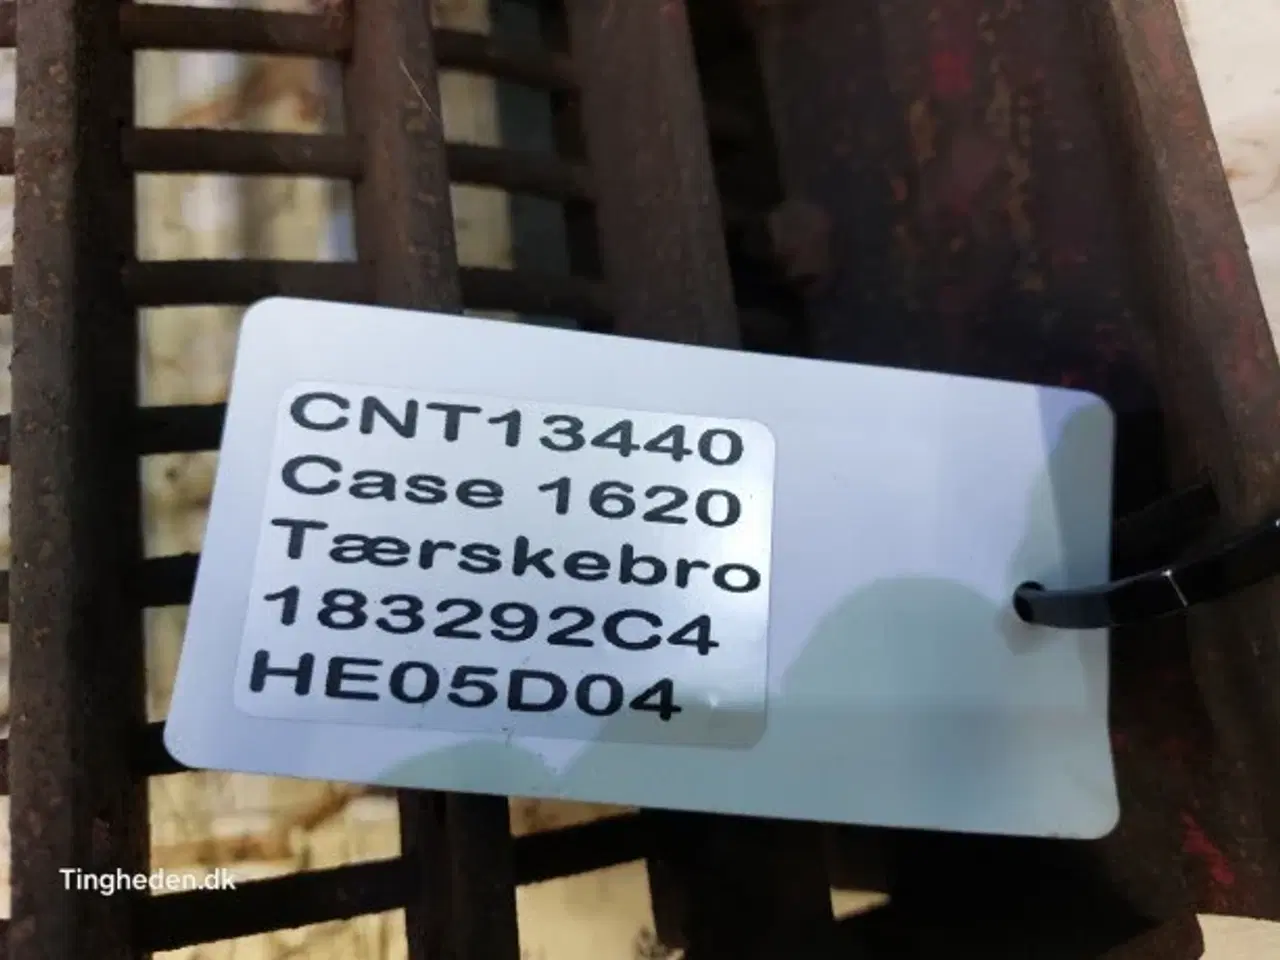 CNT13440
Case 1620
Tærskebro
183292C4
HE05D04
Tingheden.dk